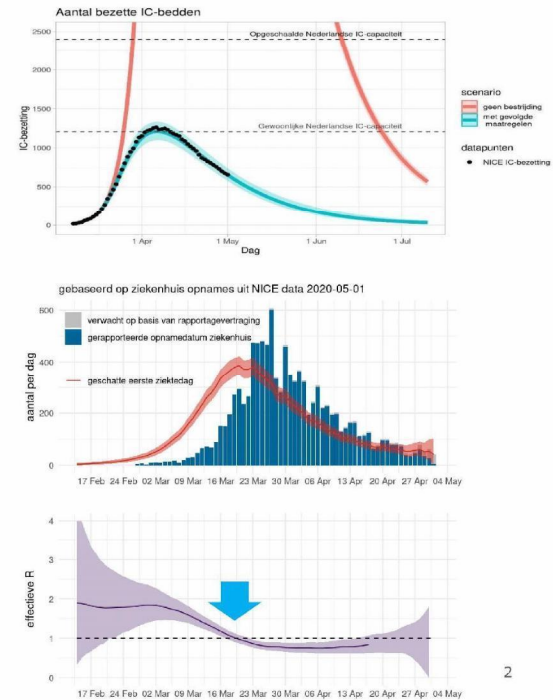 Aantal bezette IC-bedden
2500
2000
1500
1000
500
0
IC-bezetting
Opgeschaalde Nederlandse IC-capaciteit
Gewoonlijke Nederlandse IC-capaciteit
1 Apr 1 May 1 Jun 1 Jul
Dag
scenario
geen bestrijding
met gevolgde
maatregelen
datapunten
NICE IC-bezetting
gebaseerd op ziekenhuis opnames uit NICE data 2020-05-01
600
400
200
0
aantal per dag
verwacht op basis van rapportagevertraging
gerapporteerde opnamedatum ziekenhuis
geschatte eerste ziektedag
17 Feb 24 Feb 02 Mar 09 Mar 16 Mar 23 Mar 30 Mar 06 Apr 13 Apr 20 Apr 27 Apr 04 May
4
3
2
1
0
effectieve R
17 Feb 24 Feb 02 Mar 09 Mar 16 Mar 23 Mar 30 Mar 06 Apr 13 Apr 20 Apr 27 Apr 04 May
2